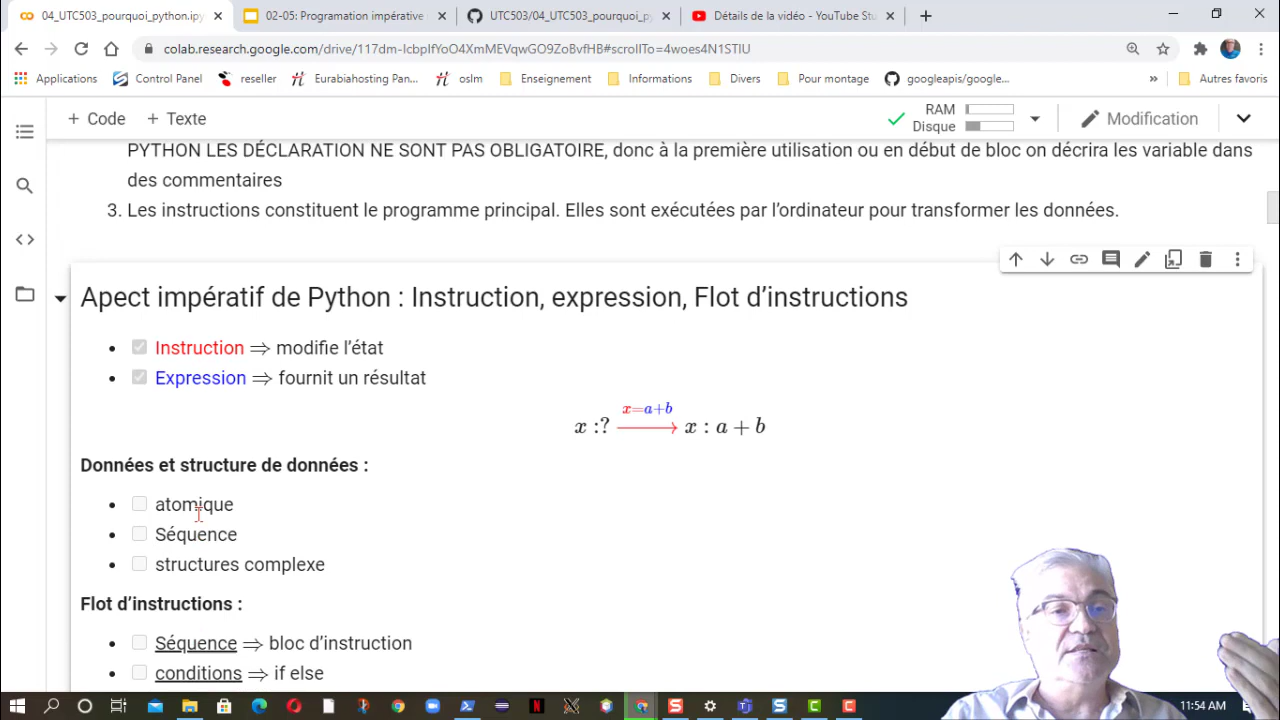 04_UTC503_pourquoi_python.ipy
02-05: Programation impérative
UTC503/04_UTC503_pourquoi_py
Détails de la vidéo - YouTube Stu
colab.research.google.com/drive/117dm-IcbpIfYoO4XmMEVqwGO9ZoBvfHB#scrollTo=4woes4N1STIU
Applications
Control Panel
reseller
Eurabiahosting Pan...
oslm
Enseignement
Informations
Divers
Pour montage
googleapis/google...
»
Autres favoris
+ Code
+ Texte
RAM
Disque
Modification
PYTHON LES DÉCLARATION NE SONT PAS OBLIGATOIRE, donc à la première utilisation ou en début de bloc on décrira les variable dans
des commentaires
3. Les instructions constituent le programme principal. Elles sont exécutées par l'ordinateur pour transformer les données.
Apect impératif de Python : Instruction, expression, Flot d'instructions
• Instruction ⇒ modifie l'état
• Expression ⇒ fournit un résultat
x=a+b
x :? → x : a + b
Données et structure de données :
• atomique
• Séquence
• structures complexe
Flot d'instructions :
• Séquence ⇒ bloc d'instruction
• conditions ⇒ if else
11:54 AM